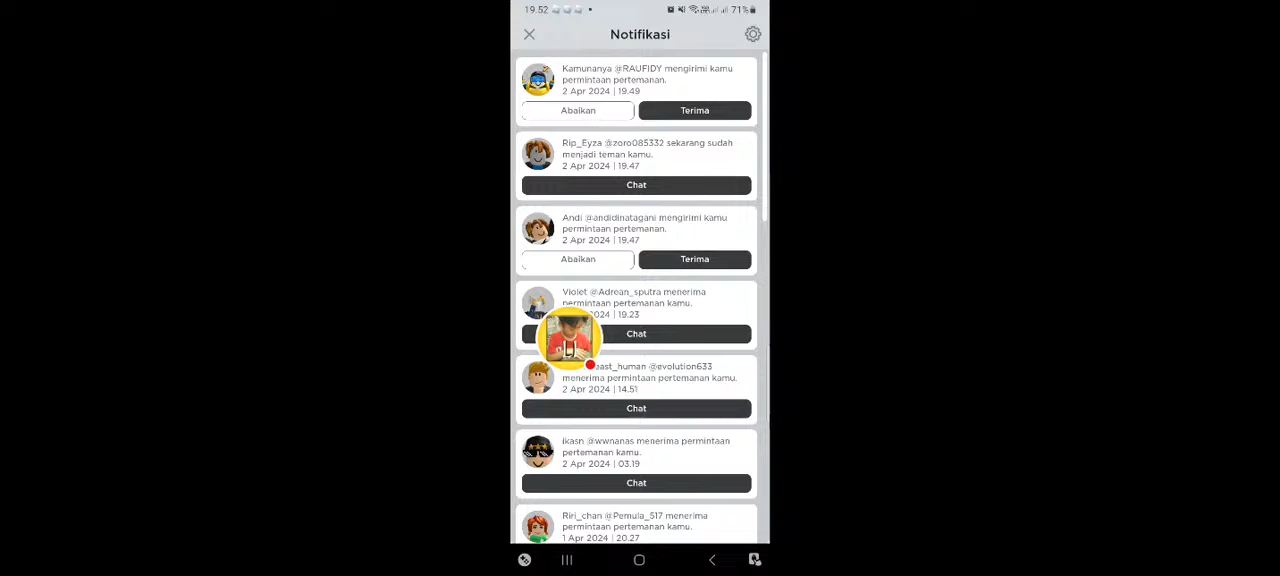 19.52
71%
Notifikasi
Kamunanya @RAUFIDY mengirimi kamu
permintaan pertemanan.
2 Apr 2024 | 19.49
Abaikan
Terima
Rip_Eyza @zoro085332 sekarang sudah
menjadi teman kamu.
2 Apr 2024 | 19.47
Chat
Andi @andidinatagani mengirimi kamu
permintaan pertemanan.
2 Apr 2024 | 19.47
Abaikan
Terima
Violet @Adrean_sputra menerima
permintaan pertemanan kamu.
2024 | 19.23
Chat
east_human @evolution633
menerima permintaan pertemanan kamu.
2 Apr 2024 | 14.51
Chat
ikasn @wwnanas menerima permintaan
pertemanan kamu.
2 Apr 2024 | 03.19
Chat
Riri_chan @Pemula_517 menerima
permintaan pertemanan kamu.
1 Apr 2024 | 20.27